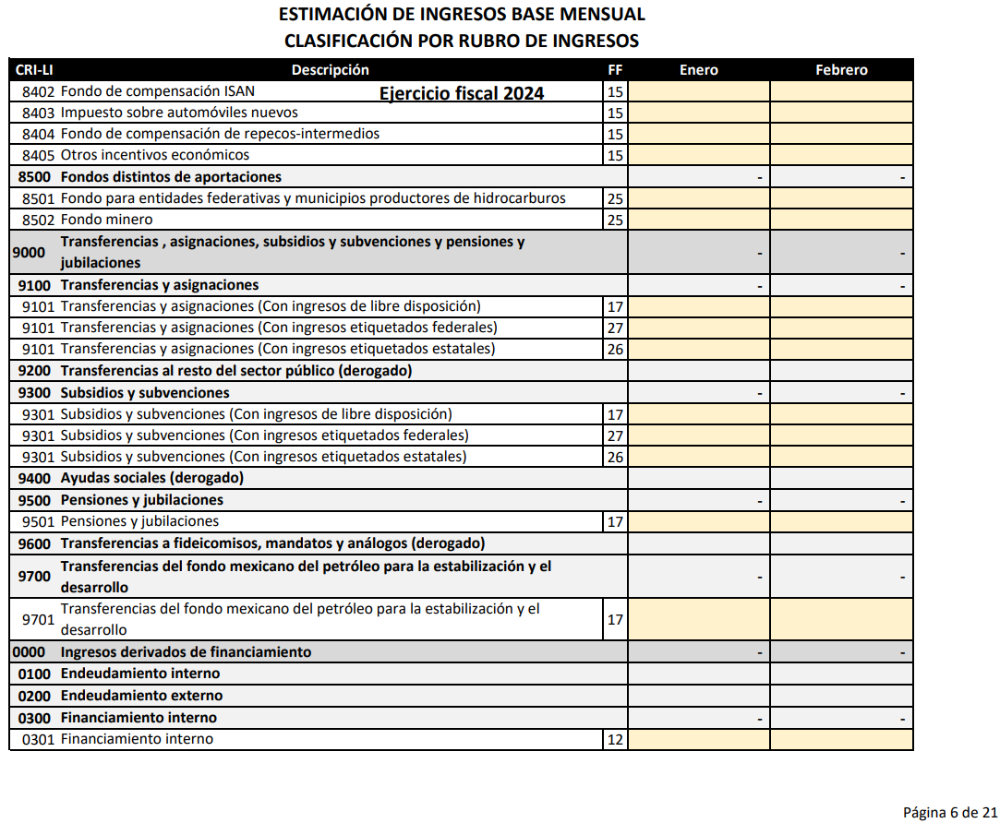 ESTIMACIÓN DE INGRESOS BASE MENSUAL
CLASIFICACIÓN POR RUBRO DE INGRESOS
CRI-LI Descripción FF Enero Febrero
Ejercicio fiscal 2024
8402 Fondo de compensación ISAN 15
8403 Impuesto sobre automóviles nuevos 15
8404 Fondo de compensación de repecos-intermedios 15
8405 Otros incentivos económicos 15
8500 Fondos distintos de aportaciones - -
8501 Fondo para entidades federativas y municipios productores de hidrocarburos 25
8502 Fondo minero 25
9000 Transferencias , asignaciones, subsidios y subvenciones y pensiones y
jubilaciones - -
9100 Transferencias y asignaciones - -
9101 Transferencias y asignaciones (Con ingresos de libre disposición) 17
9101 Transferencias y asignaciones (Con ingresos etiquetados federales) 27
9101 Transferencias y asignaciones (Con ingresos etiquetados estatales) 26
9200 Transferencias al resto del sector público (derogado)
9300 Subsidios y subvenciones - -
9301 Subsidios y subvenciones (Con ingresos de libre disposición) 17
9301 Subsidios y subvenciones (Con ingresos etiquetados federales) 27
9301 Subsidios y subvenciones (Con ingresos etiquetados estatales) 26
9400 Ayudas sociales (derogado)
9500 Pensiones y jubilaciones - -
9501 Pensiones y jubilaciones 17
9600 Transferencias a fideicomisos, mandatos y análogos (derogado)
9700 Transferencias del fondo mexicano del petróleo para la estabilización y el
desarrollo - -
9701 Transferencias del fondo mexicano del petróleo para la estabilización y el
desarrollo 17
0000 Ingresos derivados de financiamiento - -
0100 Endeudamiento interno
0200 Endeudamiento externo
0300 Financiamiento interno - -
0301 Financiamiento interno 12
Página 6 de 21